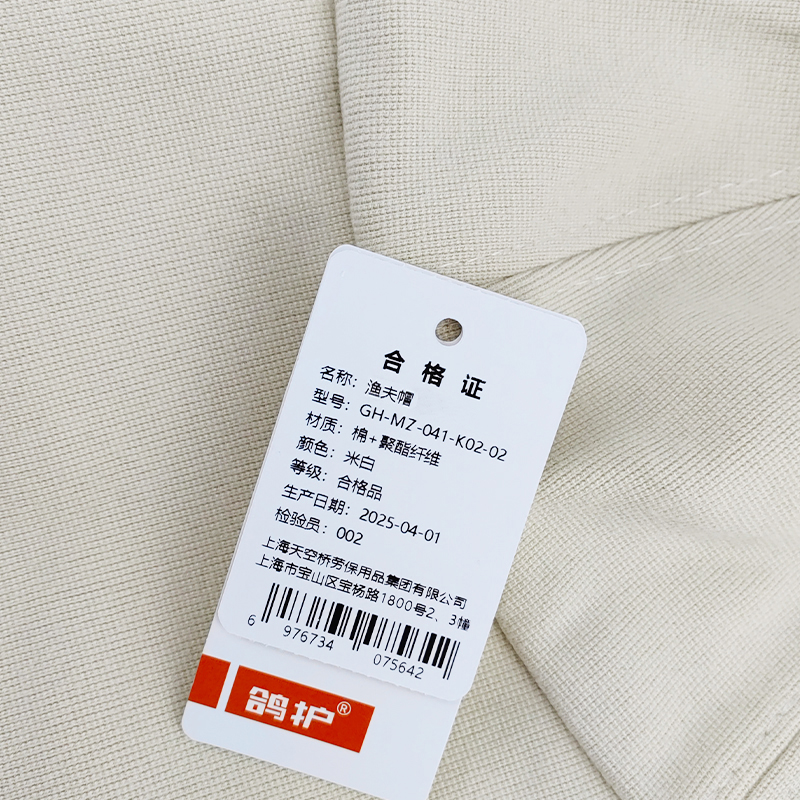 合格证
名称：渔夫帽
型号：GH-MZ-041-K02-02
材质：棉+聚酯纤维
颜色：米白
等级：合格品
生产日期：2025-04-01
检验员：002
上海天空桥劳保用品集团有限公司
上海市宝山区宝杨路1800号2、3幢
6 976734 075642
鸽护®